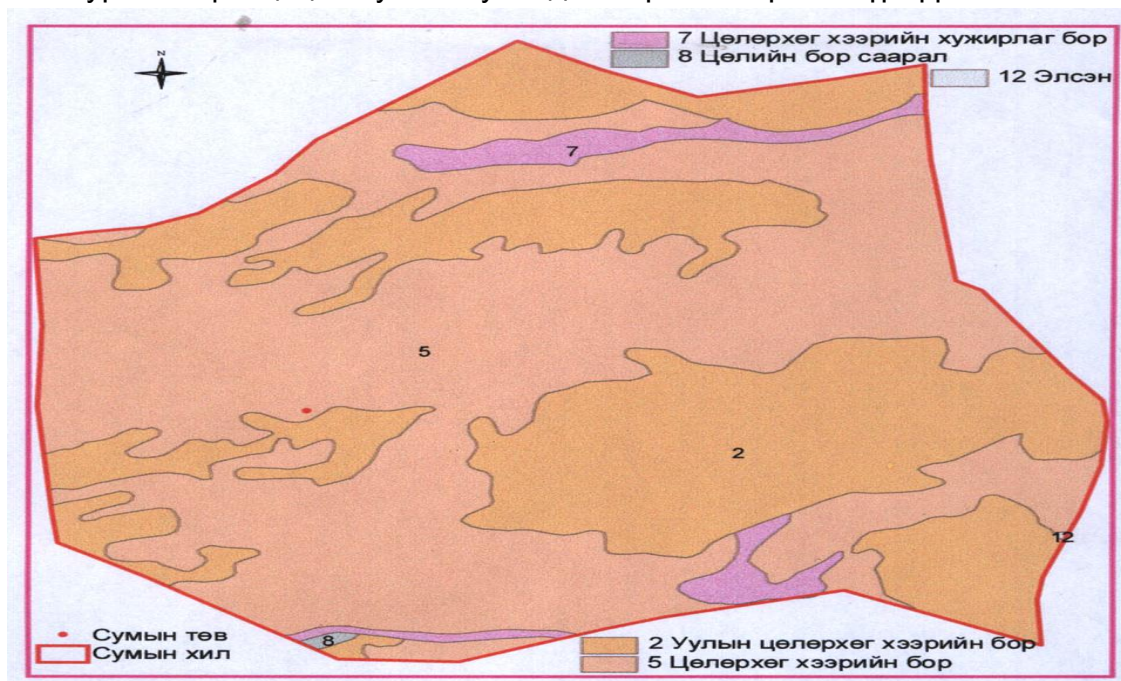 7 Цөлөрхөг хээрийн хужирлаг бор
8 Цөлийн бор саарал
12 Элсэн
N
7
5
2
12
8
Сумын төв
Сумын хил
2 Уулын цөлөрхөг хээрийн бор
5 Цөлөрхөг хээрийн бор